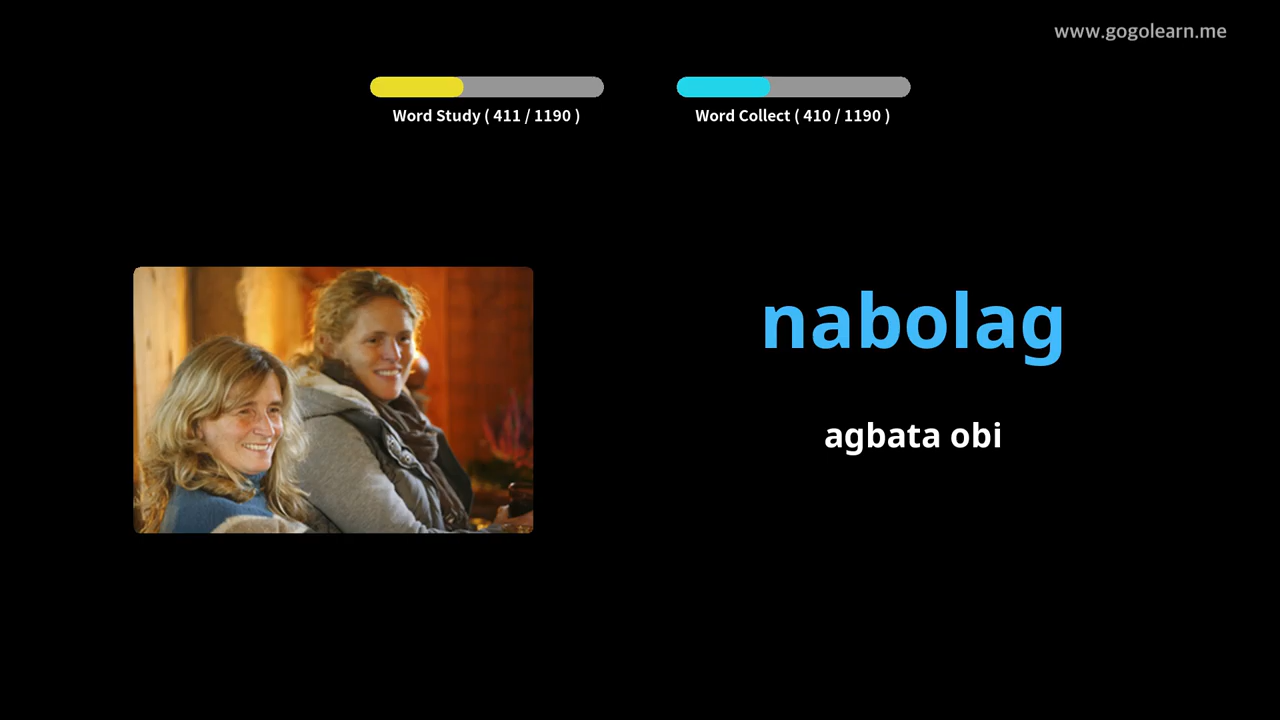 www.gogolearn.me
Word Study ( 411 / 1190 )
Word Collect ( 410 / 1190 )
nabolag
agbata obi